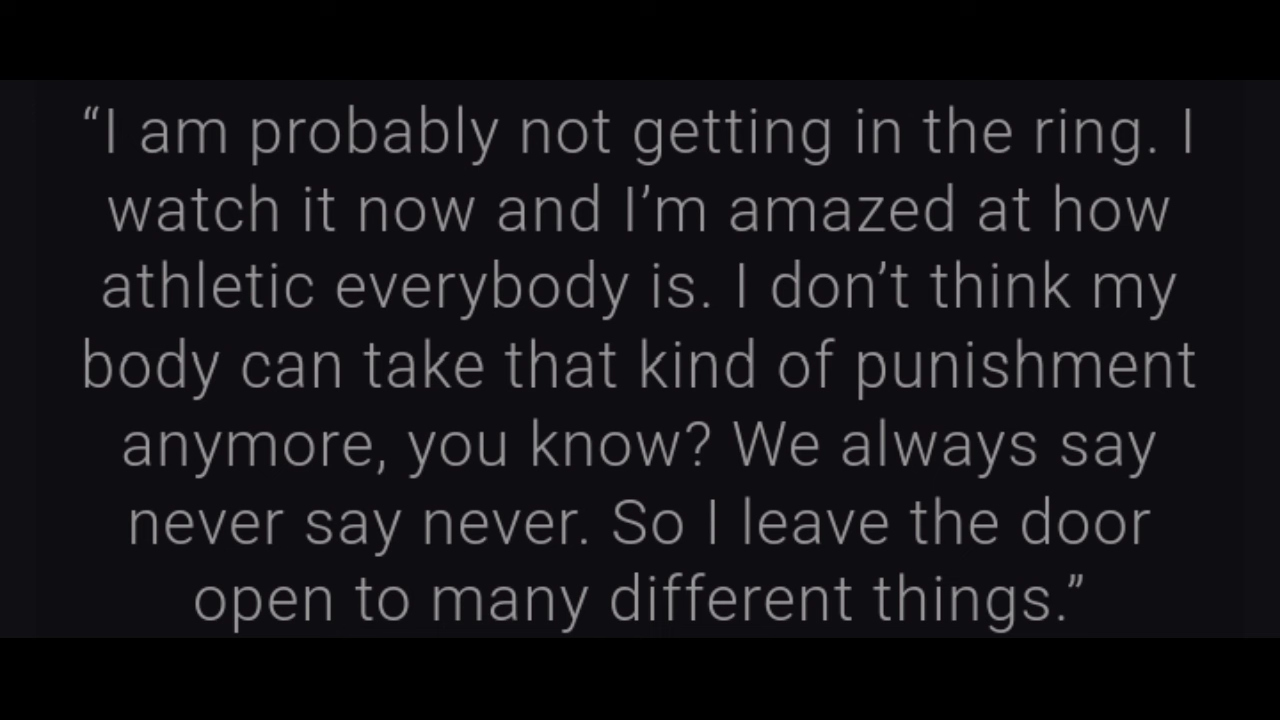 “I am probably not getting in the ring. I
watch it now and I’m amazed at how
athletic everybody is. I don’t think my
body can take that kind of punishment
anymore, you know? We always say
never say never. So I leave the door
open to many different things.”